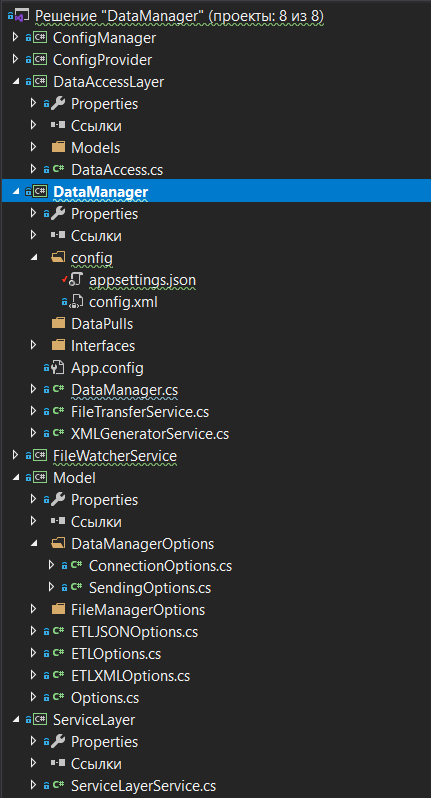 Решение "DataManager" (проекты: 8 из 8)
ConfigManager
ConfigProvider
DataAccessLayer
Properties
Ссылки
Models
DataAccess.cs
DataManager
Properties
Ссылки
config
appsettings.json
config.xml
DataPulls
Interfaces
App.config
DataManager.cs
FileTransferService.cs
XMLGeneratorService.cs
FileWatcherService
Model
Properties
Ссылки
DataManagerOptions
ConnectionOptions.cs
SendingOptions.cs
FileManagerOptions
ETLJSONOptions.cs
ETLOptions.cs
ETLXMLOptions.cs
Options.cs
ServiceLayer
Properties
Ссылки
ServiceLayerService.cs